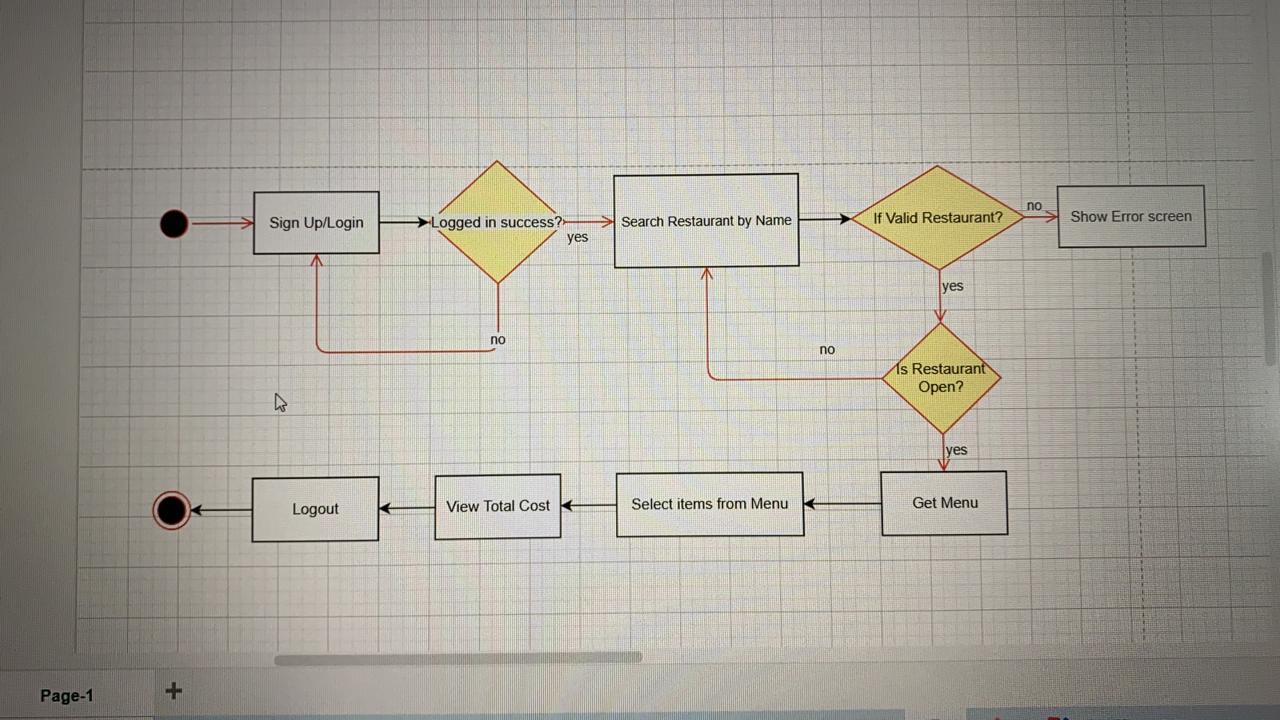 Sign Up/Login
Logged in success?
yes
no
Search Restaurant by Name
If Valid Restaurant?
no
Show Error screen
yes
Is Restaurant
Open?
no
yes
Get Menu
Select items from Menu
View Total Cost
Logout
Page-1